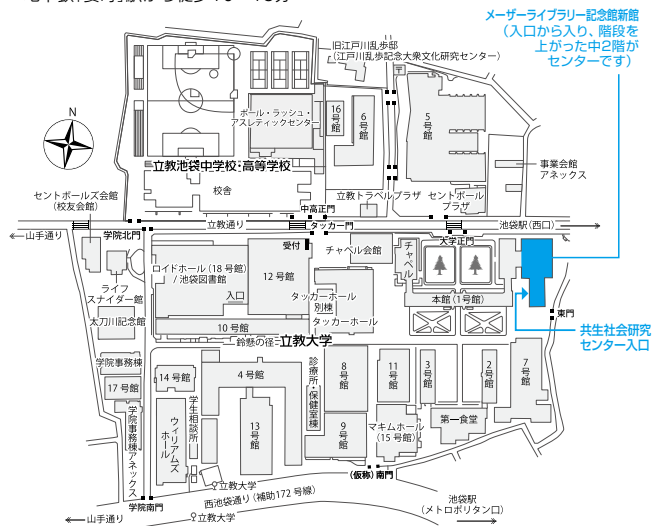 メーザーライブラリー記念館新館
(入口から入り、階段を
上がった中2階が
センターです)
旧江戸川乱歩邸
(江戸川乱歩記念大衆文化研究センター)
N
ポール・ラッシュ・
アスレティックセンター
16号館
6号館
5号館
立教池袋中学校・高等学校
校舎
事業会館
アネックス
セントポールズ会館
(校友会館)
立教トラベルプラザ
セントポール
プラザ
中高正門
←山手通り
学院北門
立教通り
タッカー門
池袋駅(西口)
大学正門
受付
チャペル会館
チャペル
ロイドホール(18号館)
/池袋図書館
12号館
ライフ
スナイダー館
入口
タッカーホール
別棟
タッカーホール
本館(1号館)
東門
太刀川記念館
10号館
鈴懸の径
立教大学
共生社会研究
センター入口
学院事務棟
17号館
14号館
4号館
診療所・保健室棟
8号館
11号館
3号館
2号館
7号館
学院事務棟アネックス
ウィリアムズホール
学生相談所
13号館
9号館
マキムホール
(15号館)
第一食堂
立教大学
(仮称)南門
学院南門
西池袋通り(補助172号線)
池袋駅
(メトロポリタン口)
←山手通り
立教大学